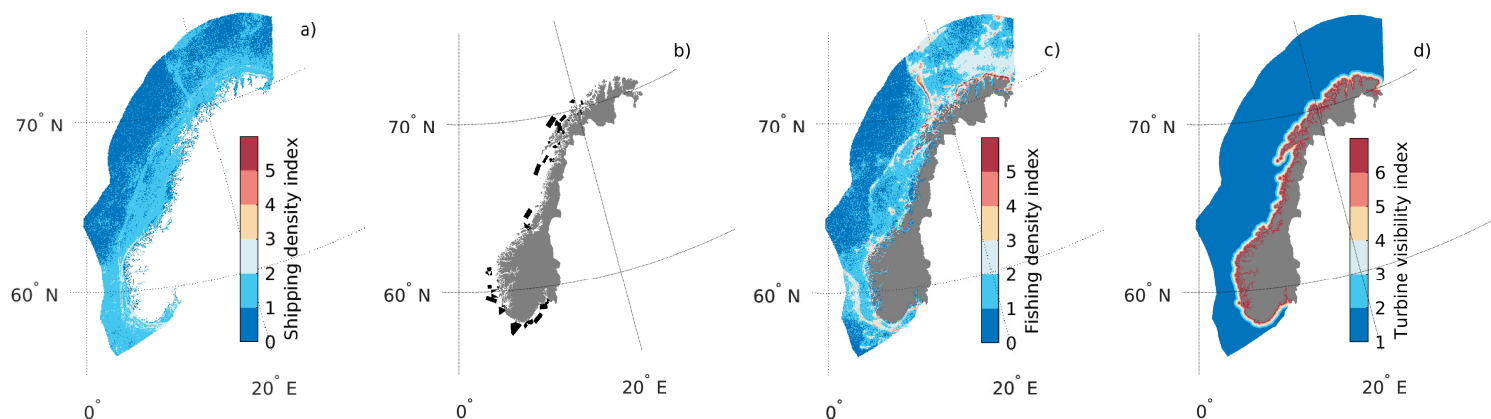 a)
70° N
60° N
0°
20° E
5
4
3
2
1
0
Shipping density index
b)
70° N
60° N
0°
20° E
c)
70° N
60° N
0°
20° E
5
4
3
2
1
0
Fishing density index
d)
70° N
60° N
0°
20° E
6
5
4
3
2
1
Turbine visibility index